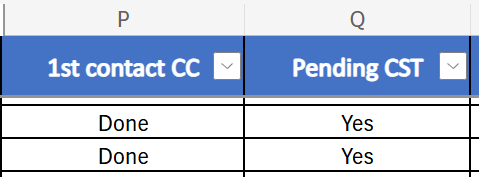 P Q
1st contact CC Pending CST
Done Yes
Done Yes